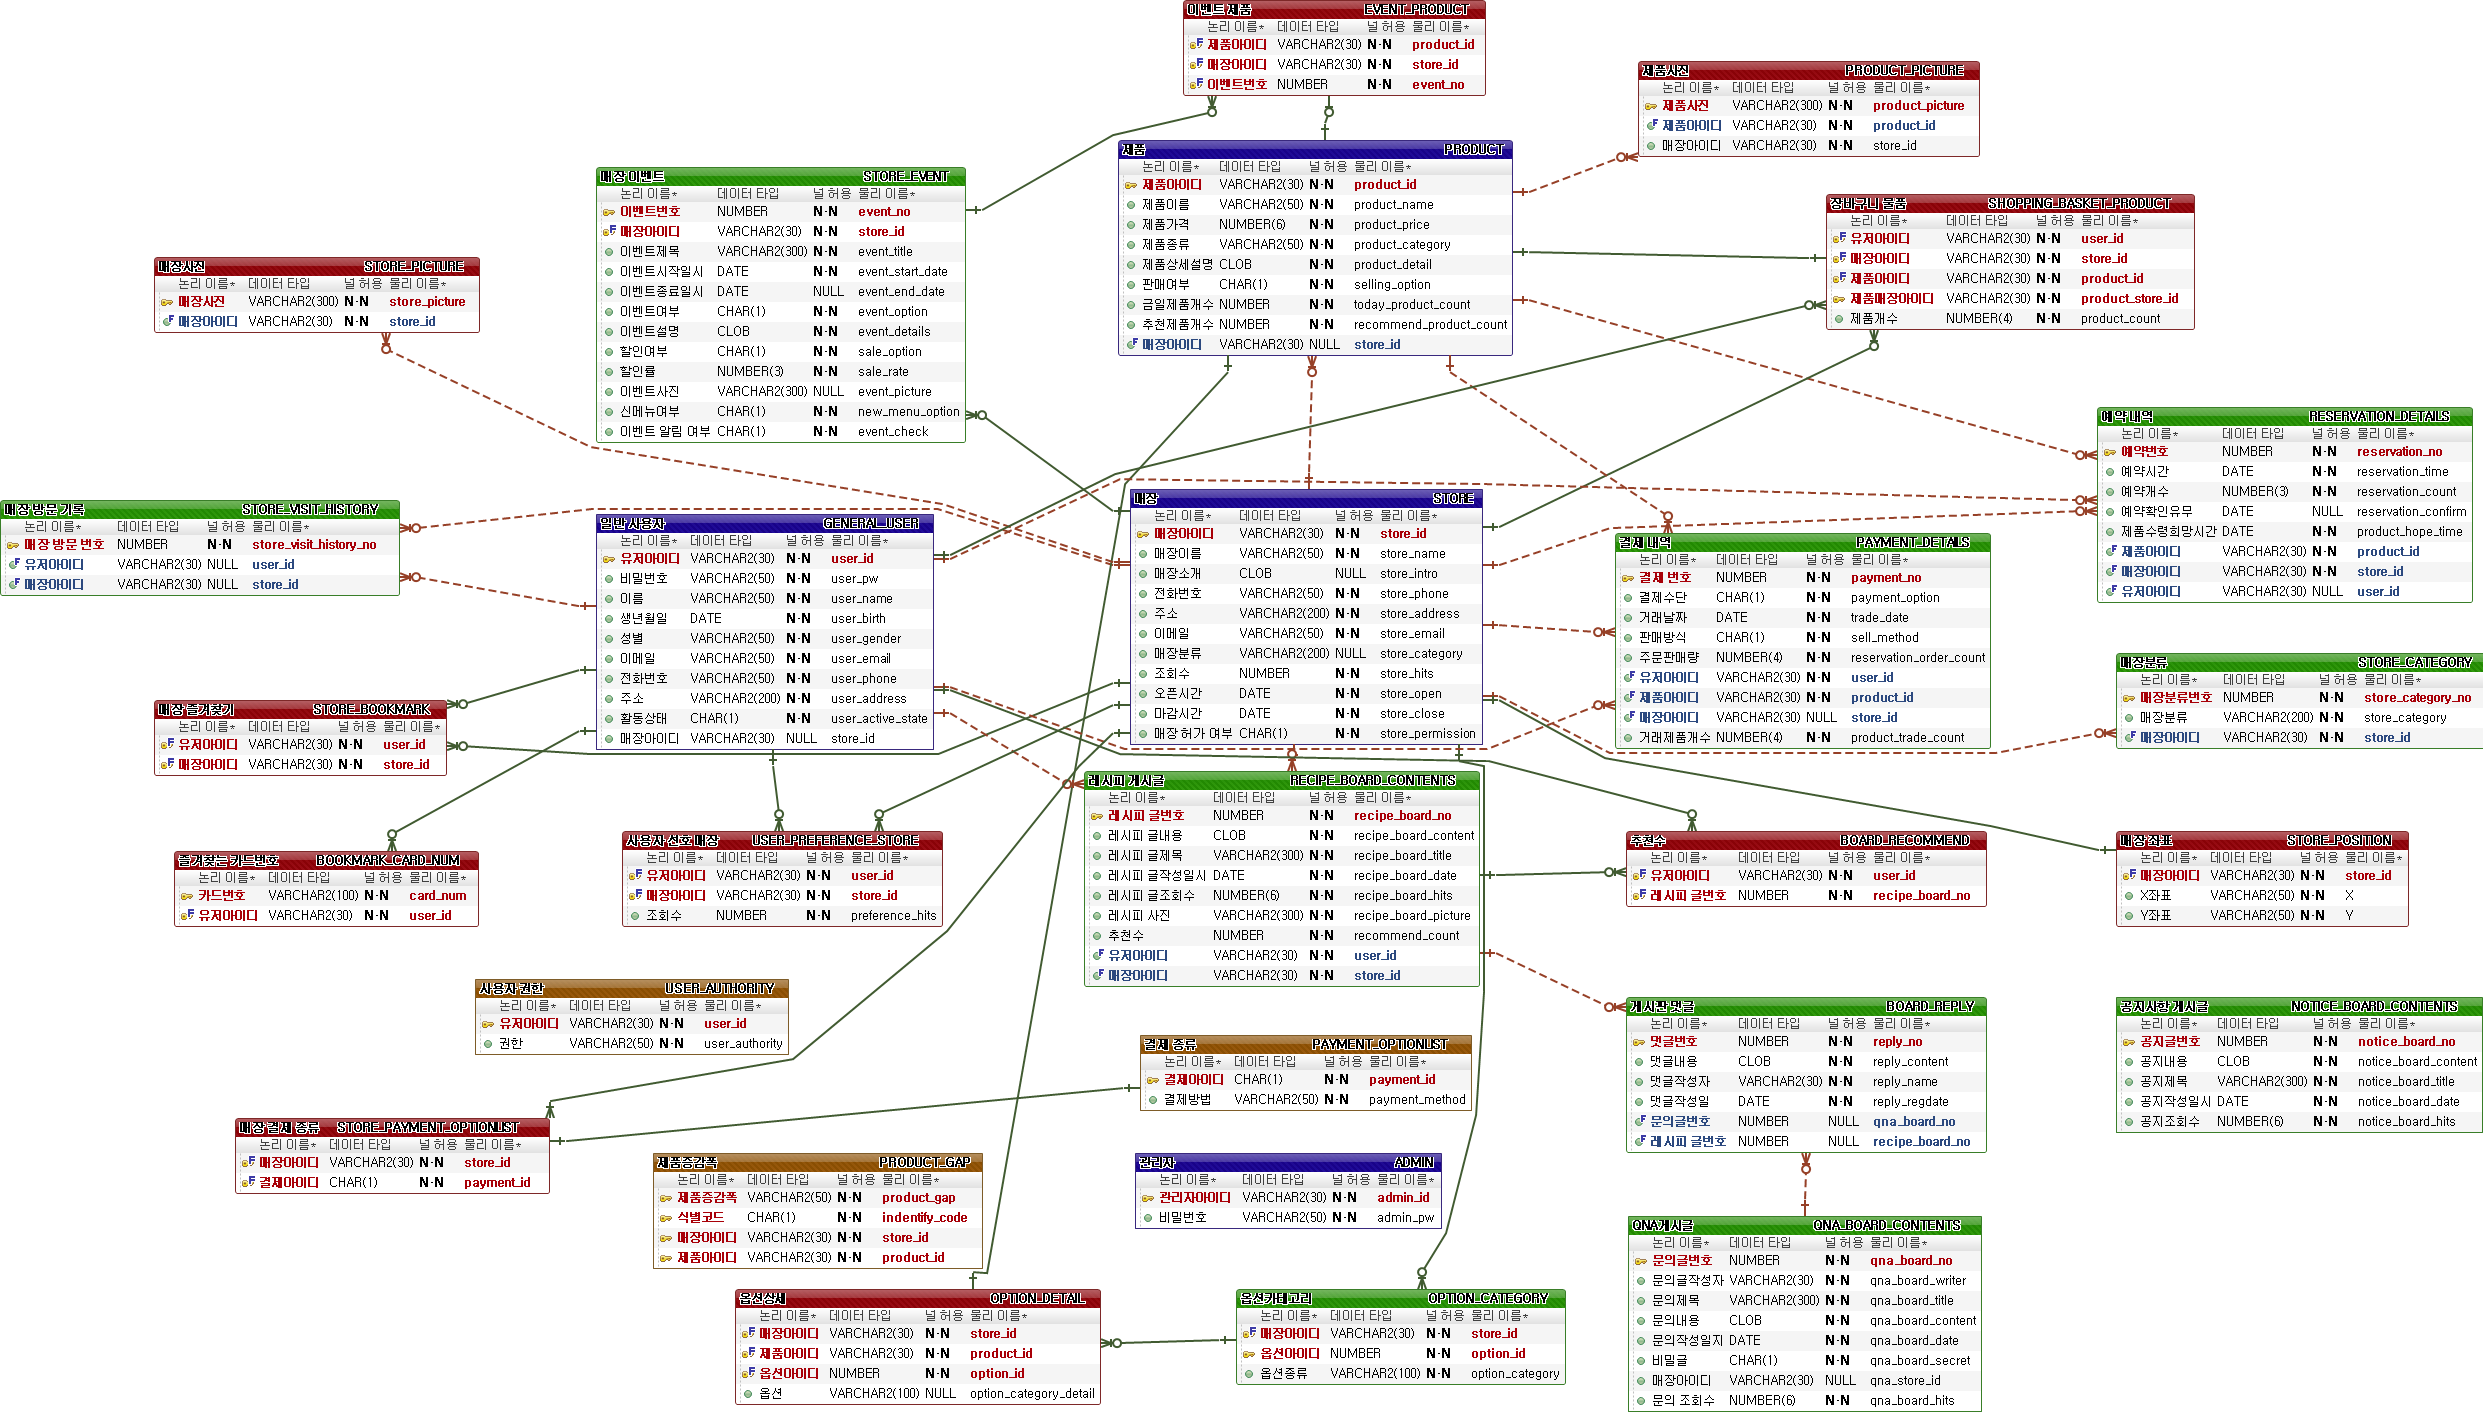 이벤트 제품 EVENT_PRODUCT
논리 이름* 데이터 타입 널 허용 물리 이름*
제품아이디 VARCHAR2(30) N-N product_id
매장아이디 VARCHAR2(30) N-N store_id
이벤트번호 NUMBER N-N event_no
제품사진 PRODUCT_PICTURE
논리 이름* 데이터 타입 널 허용 물리 이름*
제품사진 VARCHAR2(300) N-N product_picture
제품아이디 VARCHAR2(30) N-N product_id
매장아이디 VARCHAR2(30) N-N store_id
제품 PRODUCT
논리 이름* 데이터 타입 널 허용 물리 이름*
제품아이디 VARCHAR2(30) N-N product_id
제품이름 VARCHAR2(50) N-N product_name
제품가격 NUMBER(6) N-N product_price
제품종류 VARCHAR2(50) N-N product_category
제품상세설명 CLOB N-N product_detail
판매여부 CHAR(1) N-N selling_option
금일제품개수 NUMBER N-N today_product_count
추천제품개수 NUMBER N-N recommend_product_count
매장아이디 VARCHAR2(30) NULL store_id
매장 이벤트 STORE_EVENT
논리 이름* 데이터 타입 널 허용 물리 이름*
이벤트번호 NUMBER N-N event_no
매장아이디 VARCHAR2(30) N-N store_id
이벤트제목 VARCHAR2(300) N-N event_title
이벤트시작일시 DATE N-N event_start_date
이벤트종료일시 DATE NULL event_end_date
이벤트여부 CHAR(1) N-N event_option
이벤트설명 CLOB N-N event_details
할인여부 CHAR(1) N-N sale_option
할인률 NUMBER(3) N-N sale_rate
이벤트사진 VARCHAR2(300) NULL event_picture
신메뉴여부 CHAR(1) N-N new_menu_option
이벤트 알림 여부 CHAR(1) N-N event_check
장바구니 물품 SHOPPING_BASKET_PRODUCT
논리 이름* 데이터 타입 널 허용 물리 이름*
유저아이디 VARCHAR2(30) N-N user_id
매장아이디 VARCHAR2(30) N-N store_id
제품아이디 VARCHAR2(30) N-N product_id
제품매장아이디 VARCHAR2(30) N-N product_store_id
제품개수 NUMBER(4) N-N product_count
매장사진 STORE_PICTURE
논리 이름* 데이터 타입 널 허용 물리 이름*
매장사진 VARCHAR2(300) N-N store_picture
매장아이디 VARCHAR2(30) N-N store_id
예약 내역 RESERVATION_DETAILS
논리 이름* 데이터 타입 널 허용 물리 이름*
예약번호 NUMBER N-N reservation_no
예약시간 DATE N-N reservation_time
예약개수 NUMBER(3) N-N reservation_count
예약확인유무 DATE NULL reservation_confirm
제품수령희망시간 DATE N-N product_hope_time
제품아이디 VARCHAR2(30) N-N product_id
매장아이디 VARCHAR2(30) N-N store_id
유저아이디 VARCHAR2(30) NULL user_id
매장 방문 기록 STORE_VISIT_HISTORY
논리 이름* 데이터 타입 널 허용 물리 이름*
매장 방문 번호 NUMBER N-N store_visit_history_no
유저아이디 VARCHAR2(30) NULL user_id
매장아이디 VARCHAR2(30) NULL store_id
일반 사용자 GENERAL_USER
논리 이름* 데이터 타입 널 허용 물리 이름*
유저아이디 VARCHAR2(30) N-N user_id
비밀번호 VARCHAR2(50) N-N user_pw
이름 VARCHAR2(50) N-N user_name
생년월일 DATE N-N user_birth
성별 VARCHAR2(50) N-N user_gender
이메일 VARCHAR2(50) N-N user_email
전화번호 VARCHAR2(50) N-N user_phone
주소 VARCHAR2(200) N-N user_address
활동상태 CHAR(1) N-N user_active_state
매장아이디 VARCHAR2(30) NULL store_id
매장 STORE
논리 이름* 데이터 타입 널 허용 물리 이름*
매장아이디 VARCHAR2(30) N-N store_id
매장이름 VARCHAR2(50) N-N store_name
매장소개 CLOB NULL store_intro
전화번호 VARCHAR2(50) N-N store_phone
주소 VARCHAR2(200) N-N store_address
이메일 VARCHAR2(50) N-N store_email
매장분류 VARCHAR2(200) NULL store_category
조회수 NUMBER N-N store_hits
오픈시간 DATE N-N store_open
마감시간 DATE N-N store_close
매장 허가 여부 CHAR(1) N-N store_permission
결제 내역 PAYMENT_DETAILS
논리 이름* 데이터 타입 널 허용 물리 이름*
결제 번호 NUMBER N-N payment_no
결제수단 CHAR(1) N-N payment_option
거래날짜 DATE N-N trade_date
판매방식 CHAR(1) N-N sell_method
주문판매량 NUMBER(4) N-N reservation_order_count
유저아이디 VARCHAR2(30) N-N user_id
제품아이디 VARCHAR2(30) N-N product_id
매장아이디 VARCHAR2(30) NULL store_id
거래제품개수 NUMBER(4) N-N product_trade_count
매장분류 STORE_CATEGORY
논리 이름* 데이터 타입 널 허용 물리 이름*
매장분류번호 NUMBER N-N store_category_no
매장분류 VARCHAR2(200) N-N store_category
매장아이디 VARCHAR2(30) N-N store_id
매장 즐겨찾기 STORE_BOOKMARK
논리 이름* 데이터 타입 널 허용 물리 이름*
유저아이디 VARCHAR2(30) N-N user_id
매장아이디 VARCHAR2(30) N-N store_id
레시피 게시글 RECIPE_BOARD_CONTENTS
논리 이름* 데이터 타입 널 허용 물리 이름*
레시피 글번호 NUMBER N-N recipe_board_no
레시피 글내용 CLOB N-N recipe_board_content
레시피 글제목 VARCHAR2(300) N-N recipe_board_title
레시피 글작성일시 DATE N-N recipe_board_date
레시피 글조회수 NUMBER(6) N-N recipe_board_hits
레시피 사진 VARCHAR2(300) N-N recipe_board_picture
추천수 NUMBER N-N recommend_count
유저아이디 VARCHAR2(30) N-N user_id
매장아이디 VARCHAR2(30) N-N store_id
즐겨찾는 카드번호 BOOKMARK_CARD_NUM
논리 이름* 데이터 타입 널 허용 물리 이름*
카드번호 VARCHAR2(100) N-N card_num
유저아이디 VARCHAR2(30) N-N user_id
사용자 선호 매장 USER_PREFERENCE_STORE
논리 이름* 데이터 타입 널 허용 물리 이름*
유저아이디 VARCHAR2(30) N-N user_id
매장아이디 VARCHAR2(30) N-N store_id
조회수 NUMBER N-N preference_hits
추천수 BOARD_RECOMMEND
논리 이름* 데이터 타입 널 허용 물리 이름*
유저아이디 VARCHAR2(30) N-N user_id
레시피 글번호 NUMBER N-N recipe_board_no
매장 좌표 STORE_POSITION
논리 이름* 데이터 타입 널 허용 물리 이름*
매장아이디 VARCHAR2(30) N-N store_id
X좌표 VARCHAR2(50) N-N X
Y좌표 VARCHAR2(50) N-N Y
사용자 권한 USER_AUTHORITY
논리 이름* 데이터 타입 널 허용 물리 이름*
유저아이디 VARCHAR2(30) N-N user_id
권한 VARCHAR2(50) N-N user_authority
게시판 댓글 BOARD_REPLY
논리 이름* 데이터 타입 널 허용 물리 이름*
댓글번호 NUMBER N-N reply_no
댓글내용 CLOB N-N reply_content
댓글작성자 VARCHAR2(30) N-N reply_name
댓글작성일 DATE N-N reply_regdate
문의글번호 NUMBER NULL qna_board_no
레시피 글번호 NUMBER NULL recipe_board_no
공지사항 게시글 NOTICE_BOARD_CONTENTS
논리 이름* 데이터 타입 널 허용 물리 이름*
공지글번호 NUMBER N-N notice_board_no
공지내용 CLOB N-N notice_board_content
공지제목 VARCHAR2(300) N-N notice_board_title
공지작성일시 DATE N-N notice_board_date
공지조회수 NUMBER(6) N-N notice_board_hits
결제 종류 PAYMENT_OPTIONLIST
논리 이름* 데이터 타입 널 허용 물리 이름*
결제아이디 CHAR(1) N-N payment_id
결제방법 VARCHAR2(50) N-N payment_method
매장 결제 종류 STORE_PAYMENT_OPTIONLIST
논리 이름* 데이터 타입 널 허용 물리 이름*
매장아이디 VARCHAR2(30) N-N store_id
결제아이디 CHAR(1) N-N payment_id
제품증감폭 PRODUCT_GAP
논리 이름* 데이터 타입 널 허용 물리 이름*
제품증감폭 VARCHAR2(50) N-N product_gap
식별코드 CHAR(1) N-N indentify_code
매장아이디 VARCHAR2(30) N-N store_id
제품아이디 VARCHAR2(30) N-N product_id
관리자 ADMIN
논리 이름* 데이터 타입 널 허용 물리 이름*
관리자아이디 VARCHAR2(30) N-N admin_id
비밀번호 VARCHAR2(50) N-N admin_pw
QNA게시글 QNA_BOARD_CONTENTS
논리 이름* 데이터 타입 널 허용 물리 이름*
문의글번호 NUMBER N-N qna_board_no
문의글작성자 VARCHAR2(30) N-N qna_board_writer
문의제목 VARCHAR2(300) N-N qna_board_title
문의내용 CLOB N-N qna_board_content
문의작성일지 DATE N-N qna_board_date
비밀글 CHAR(1) N-N qna_board_secret
매장아이디 VARCHAR2(30) NULL qna_store_id
문의 조회수 NUMBER(6) N-N qna_board_hits
옵션상세 OPTION_DETAIL
논리 이름* 데이터 타입 널 허용 물리 이름*
매장아이디 VARCHAR2(30) N-N store_id
제품아이디 VARCHAR2(30) N-N product_id
옵션아이디 NUMBER N-N option_id
옵션 VARCHAR2(100) NULL option_category_detail
옵션카테고리 OPTION_CATEGORY
논리 이름* 데이터 타입 널 허용 물리 이름*
매장아이디 VARCHAR2(30) N-N store_id
옵션아이디 NUMBER N-N option_id
옵션종류 VARCHAR2(100) N-N option_category